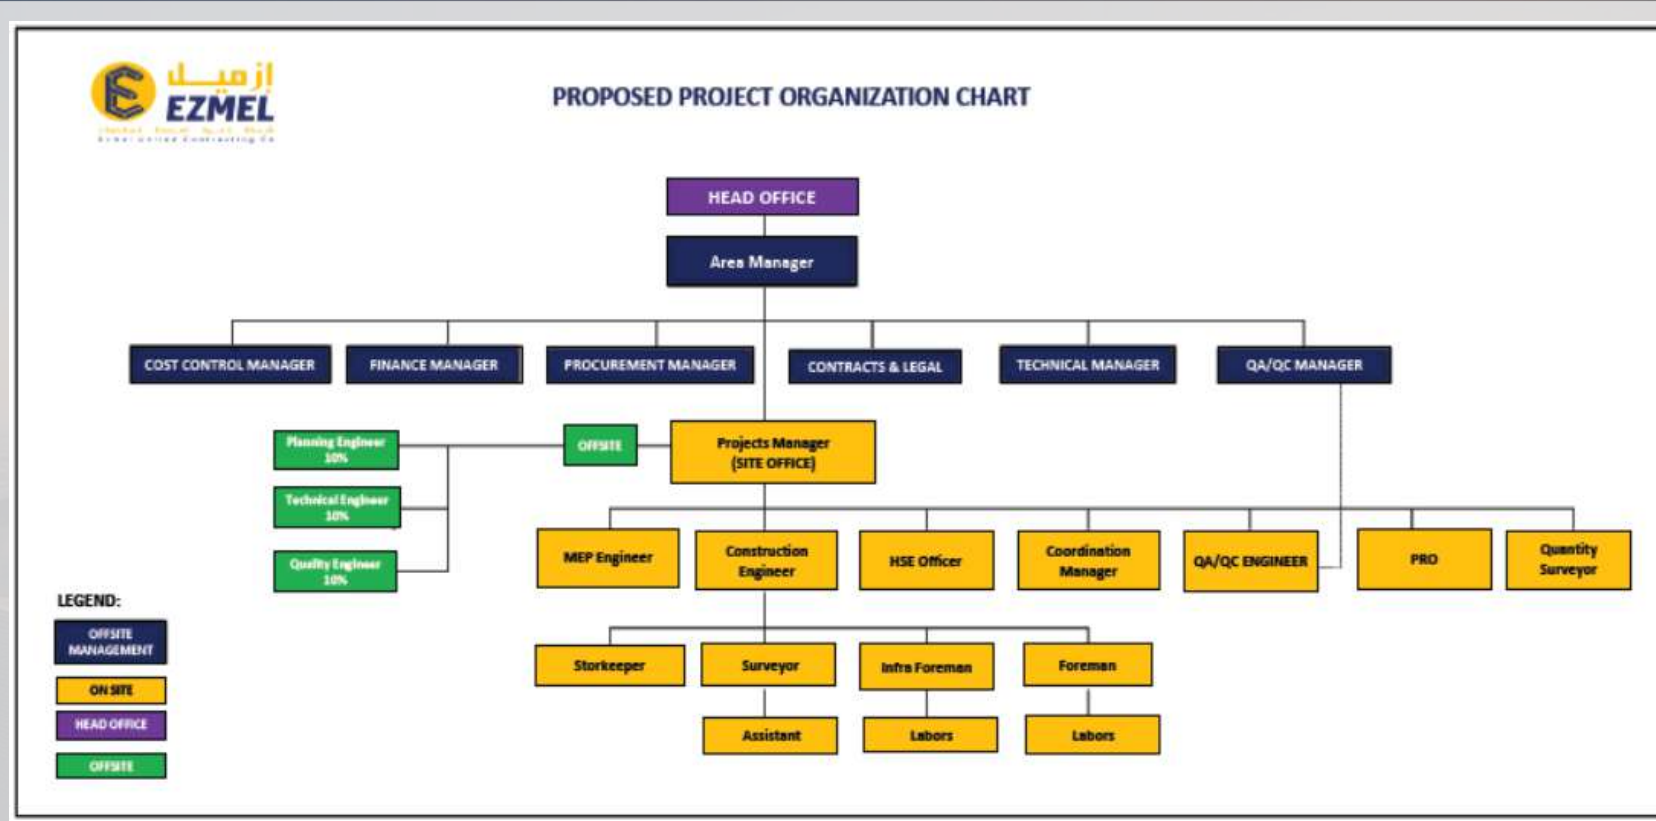 ازميل
EZMEL
PROPOSED PROJECT ORGANIZATION CHART
HEAD OFFICE
Area Manager
COST CONTROL MANAGER
FINANCE MANAGER
PROCUREMENT MANAGER
CONTRACTS & LEGAL
TECHNICAL MANAGER
QA/QC MANAGER
Planning Engineer
10%
OFFSITE
Projects Manager
(SITE OFFICE)
Technical Engineer
10%
Quality Engineer
10%
MEP Engineer
Construction
Engineer
HSE Officer
Coordination
Manager
QA/QC ENGINEER
PRO
Quantity
Surveyor
Storkeeper
Surveyor
Infra Foreman
Foreman
Assistant
Labors
Labors
LEGEND:
OFFSITE
MANAGEMENT
ON SITE
HEAD OFFICE
OFFSITE